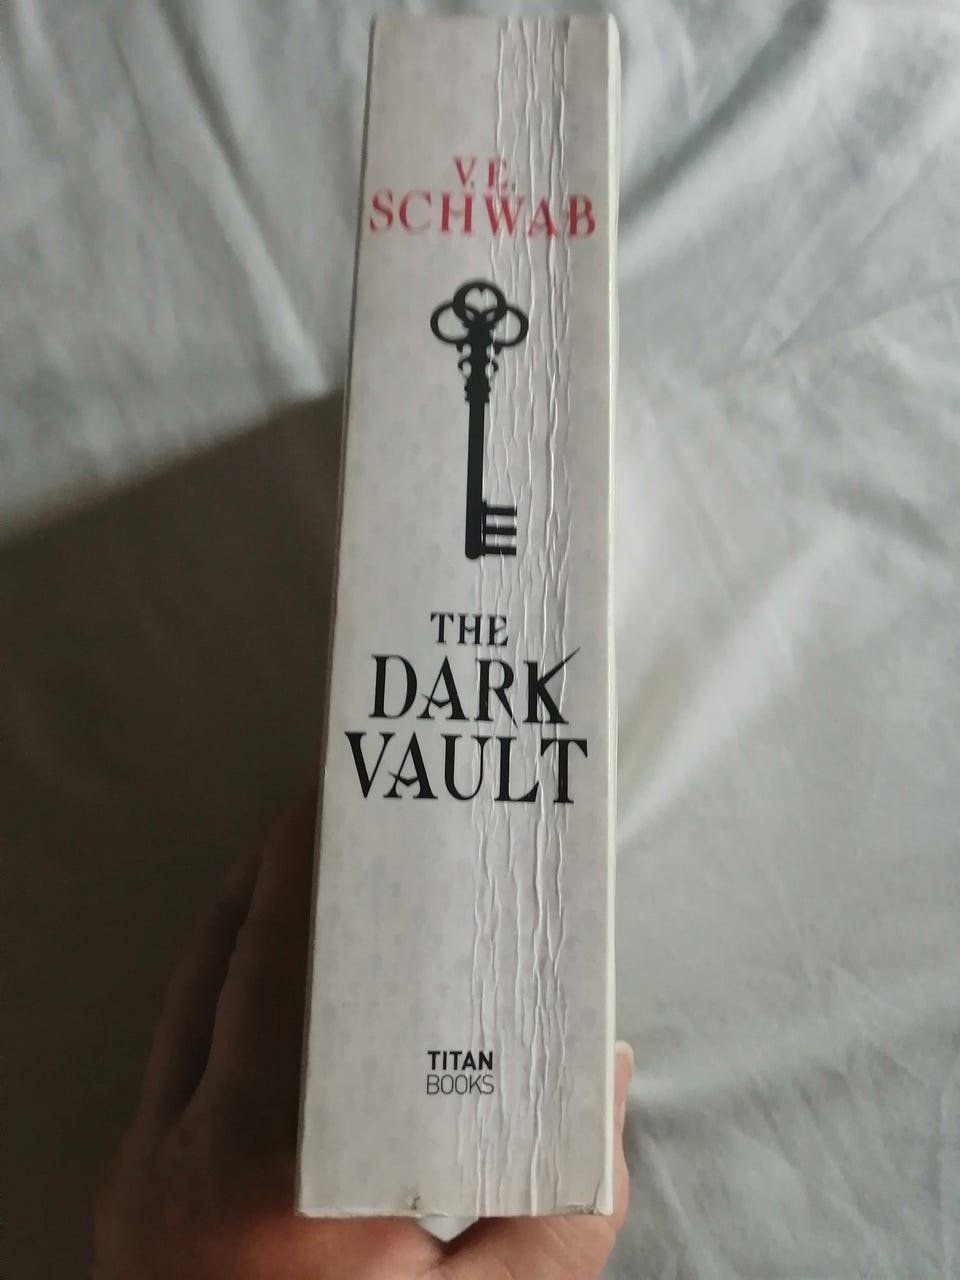 V. E.
SCHWAB
THE
DARK
VAULT
TITAN
BOOKS